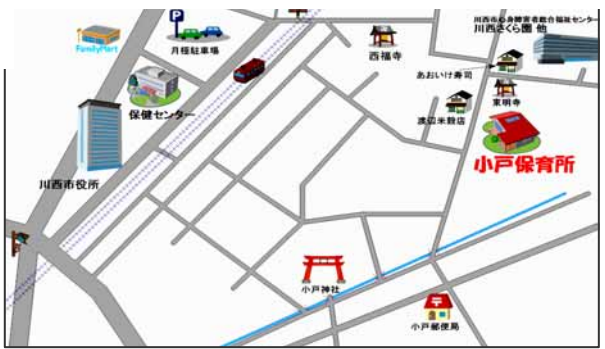 川西市心身障害者総合福祉センター
川西さくら園 他
FamilyMart
P
月極駐車場
西福寺
あおいけ寿司
保健センター
渡辺米穀店
東明寺
小戸保育所
川西市役所
小戸神社
小戸郵便局